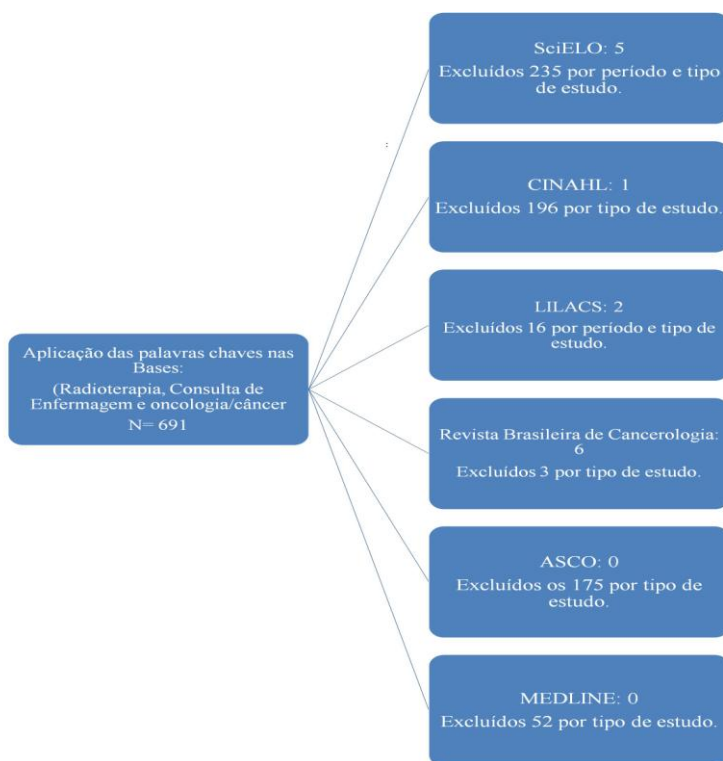 Aplicação das palavras chaves nas
Bases:
(Radioterapia, Consulta de
Enfermagem e oncologia/câncer
N= 691
SciELO: 5
Excluídos 235 por período e tipo
de estudo.
:
CINAHL: 1
Excluídos 196 por tipo de estudo.
LILACS: 2
Excluídos 16 por período e tipo de
estudo.
Revista Brasileira de Cancerologia:
6
Excluídos 3 por tipo de estudo.
ASCO: 0
Excluídos os 175 por tipo de
estudo.
MEDLINE: 0
Excluídos 52 por tipo de estudo.